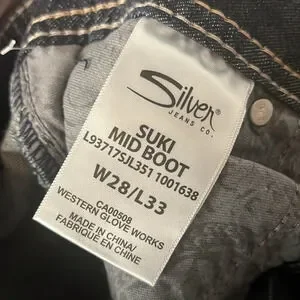 Silver
JEANS CO.
SUKI
MID BOOT
L93717SJL351 1001638
W28/L33
CA00508
WESTERN GLOVE WORKS
MADE IN CHINA/
FABRIQUÉ EN CHINE